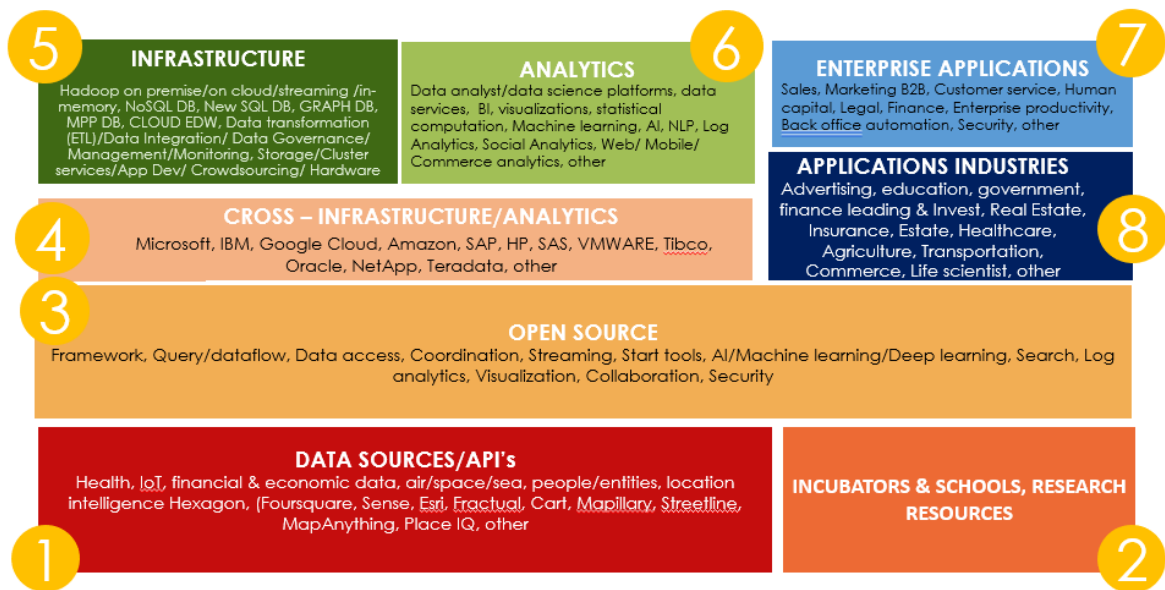 5
INFRASTRUCTURE
Hadoop on premise/on cloud/streaming /in-
memory, NoSQL DB, New SQL DB, GRAPH DB,
MPP DB, CLOUD EDW, Data transformation
(ETL)/Data Integration/ Data Governance/
Management/Monitoring, Storage/Cluster
services/App Dev/ Crowdsourcing/ Hardware
6
ANALYTICS
Data analyst/data science platforms, data
services, BI, visualizations, statistical
computation, Machine learning, AI, NLP, Log
Analytics, Social Analytics, Web/ Mobile/
Commerce analytics, other
7
ENTERPRISE APPLICATIONS
Sales, Marketing B2B, Customer service, Human
capital, Legal, Finance, Enterprise productivity,
Back office automation, Security, other
8
APPLICATIONS INDUSTRIES
Advertising, education, government,
finance leading & Invest, Real Estate,
Insurance, Estate, Healthcare,
Agriculture, Transportation,
Commerce, Life scientist, other
4
CROSS – INFRASTRUCTURE/ANALYTICS
Microsoft, IBM, Google Cloud, Amazon, SAP, HP, SAS, VMWARE, Tibco,
Oracle, NetApp, Teradata, other
3
OPEN SOURCE
Framework, Query/dataflow, Data access, Coordination, Streaming, Start tools, AI/Machine learning/Deep learning, Search, Log
analytics, Visualization, Collaboration, Security
1
DATA SOURCES/API's
Health, IoT, financial & economic data, air/space/sea, people/entities, location
intelligence Hexagon, (Foursquare, Sense, Esri, Fractual, Cart, Mapillary, Streetline,
MapAnything, Place IQ, other
2
INCUBATORS & SCHOOLS, RESEARCH
RESOURCES